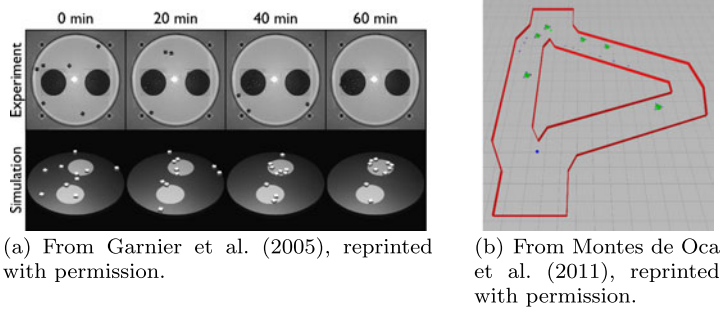 0 min 20 min 40 min 60 min
Experiment
Simulation
(a) From Garnier et al. (2005), reprinted
with permission.
(b) From Montes de Oca
et al. (2011), reprinted
with permission.